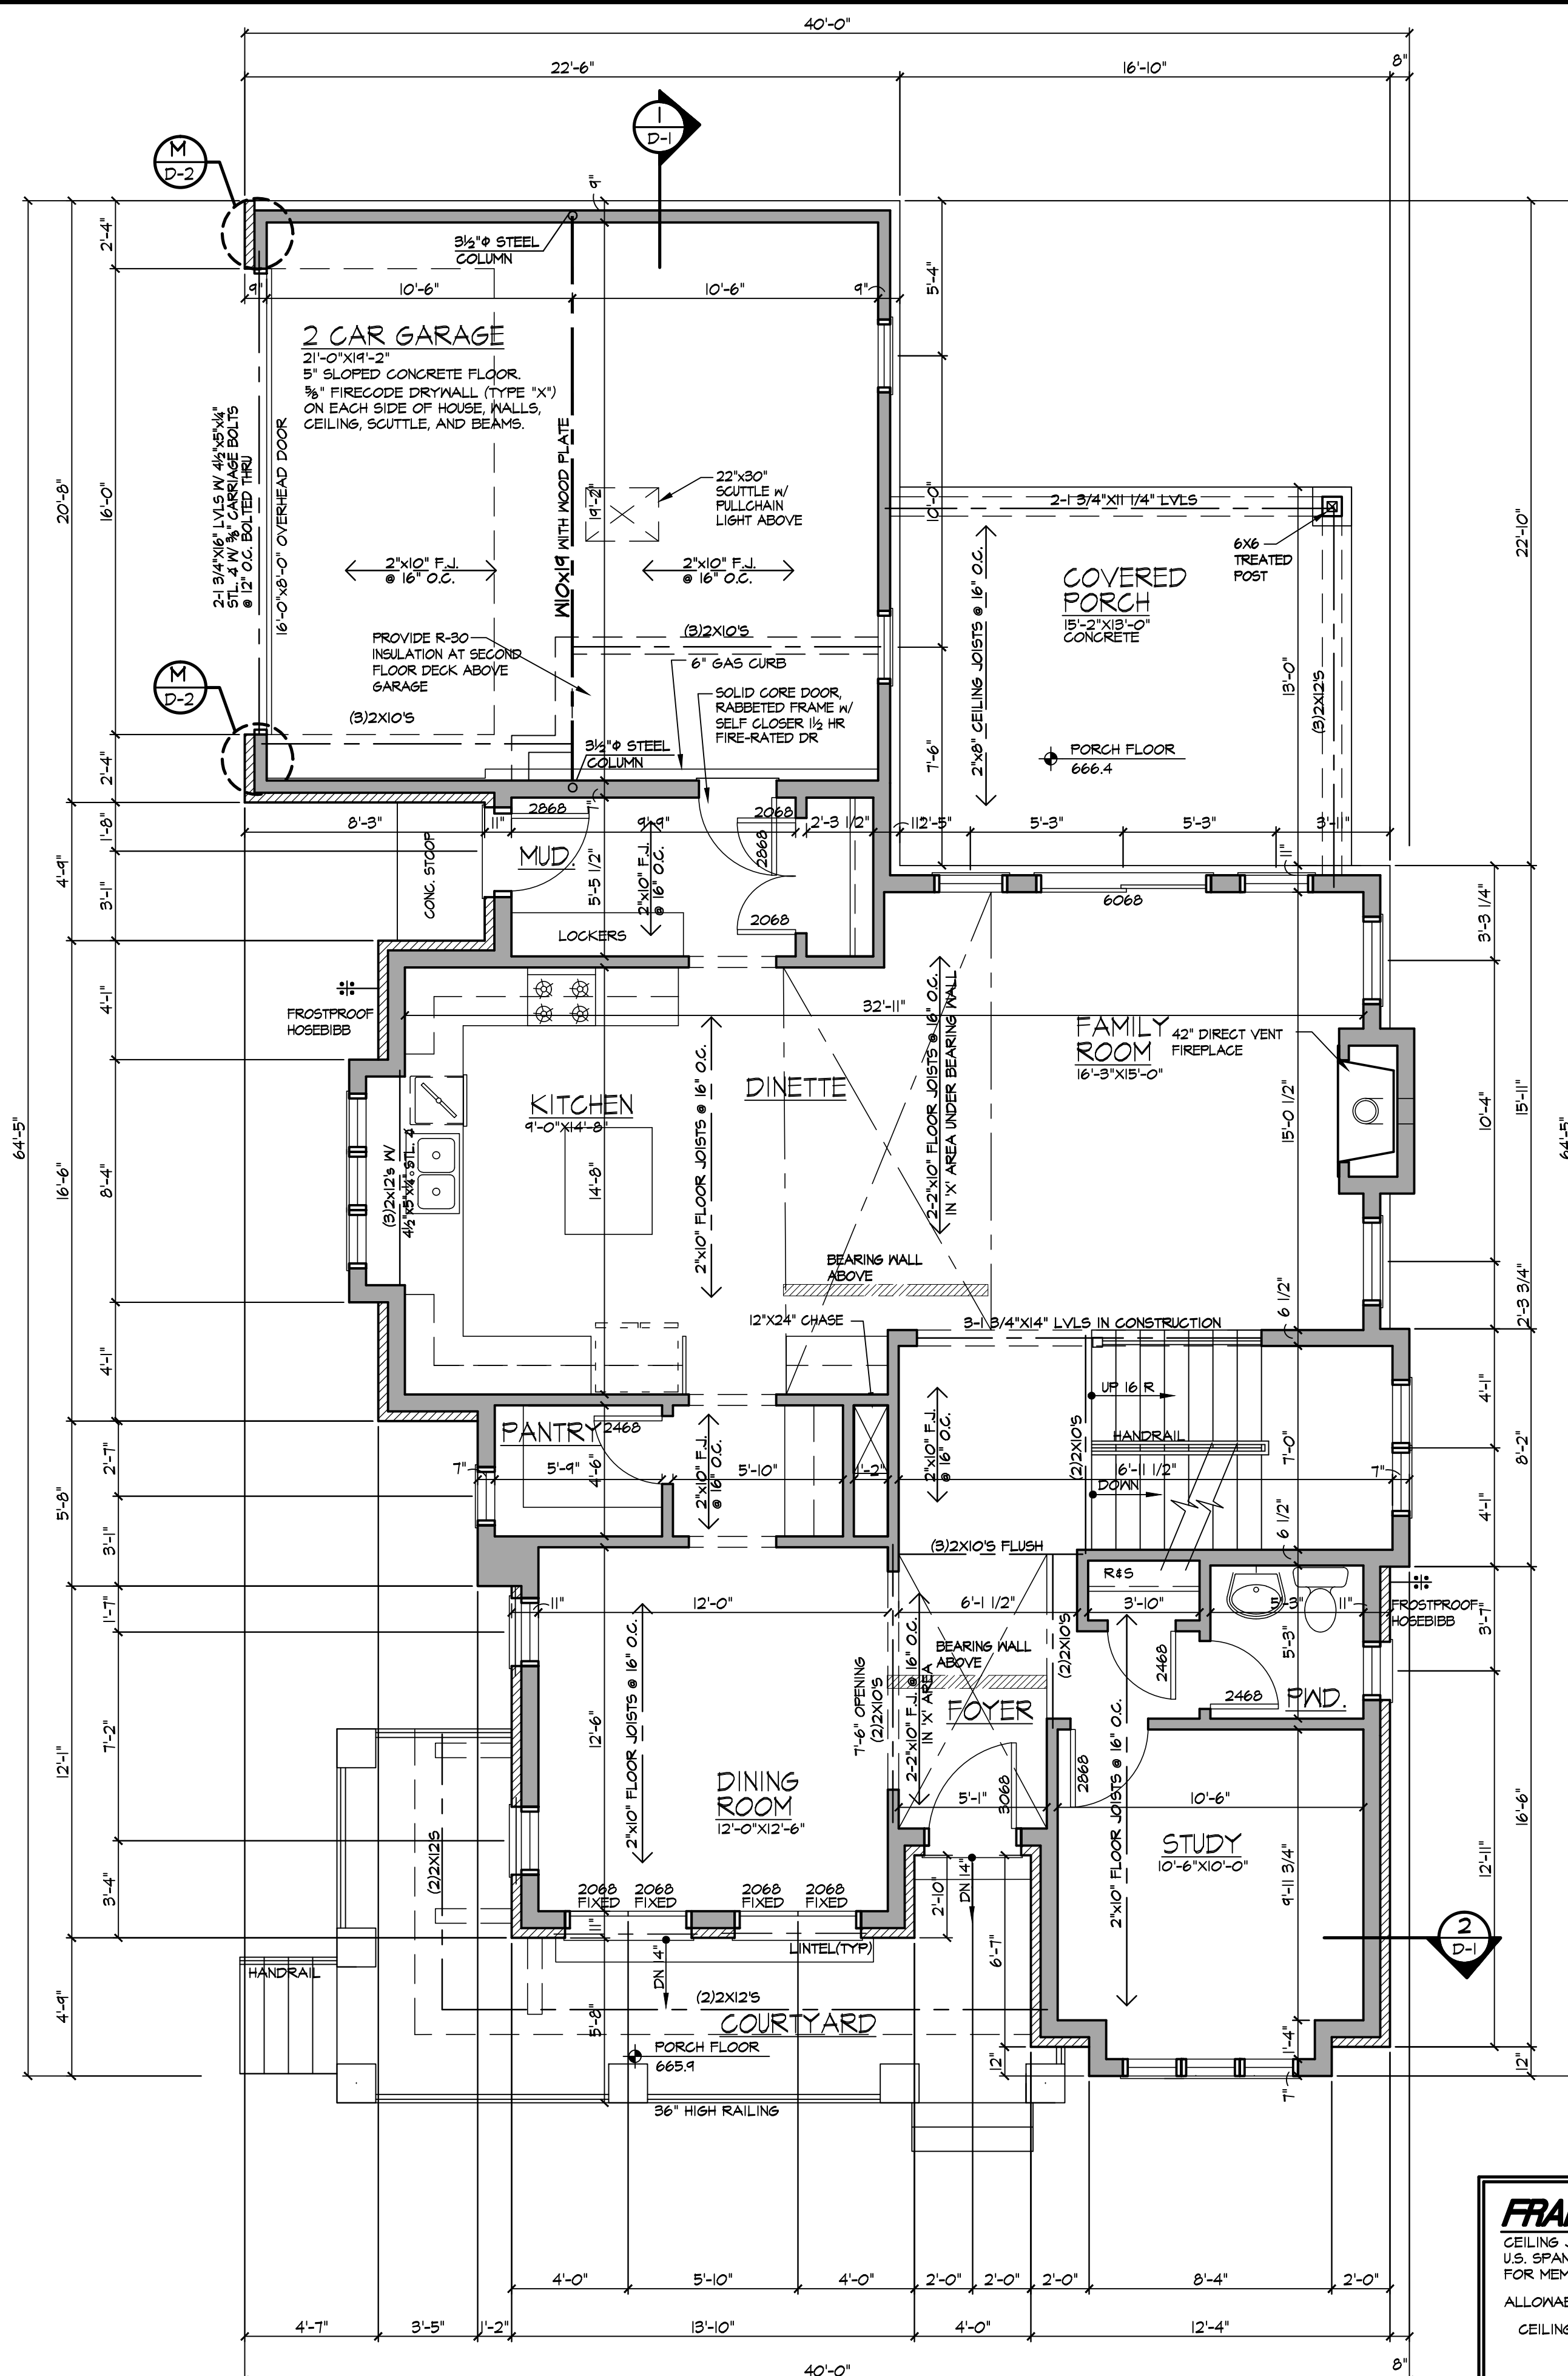 40'-0"
22'-6"
16'-10"
8"
1
D-1
M
D-2
9"
2'-4"
3½"Φ STEEL
COLUMN
9"
10'-6"
10'-6"
9"
5'-4"
2 CAR GARAGE
21'-0"X19'-2"
5" SLOPED CONCRETE FLOOR.
⅝" FIRECODE DRYWALL (TYPE "X")
ON EACH SIDE OF HOUSE, WALLS,
CEILING, SCUTTLE, AND BEAMS.
2-1 3/4"X16" LVLS W/ 4½"x5"x¼"
STL. 4 W/ ⅜" CARRIAGE BOLTS
@ 12" O.C. BOLTED THRU
16'-0"x8'-0" OVERHEAD DOOR
W10x19 WITH WOOD PLATE
20'-8"
16'-0"
19'-2"
22"x30"
SCUTTLE W/
PULLCHAIN
LIGHT ABOVE
10'-0"
2-1 3/4"X11 1/4" LVLS
22'-10"
6X6
TREATED
POST
2"x10" F.J.
@ 16" O.C.
2"x10" F.J.
@ 16" O.C.
COVERED
PORCH
15'-2"X13'-0"
CONCRETE
2"x8" CEILING JOISTS @ 16" O.C.
13'-0"
(3)2X12'S
(3)2X10'S
PROVIDE R-30
INSULATION AT SECOND
FLOOR DECK ABOVE
GARAGE
6" GAS CURB
M
D-2
SOLID CORE DOOR,
RABBETED FRAME W/
SELF CLOSER 1½ HR
FIRE-RATED DR
(3)2X10'S
3½"Φ STEEL
COLUMN
2'-4"
7'-6"
PORCH FLOOR
666.4
7"
2868
2068
8'-3"
11"
9'-9"
2'-3 1/2"
11"
2'-5"
5'-3"
5'-3"
3'-11"
1'-8"
4'-9"
3'-1"
CONC. STOOP
MUD.
5'-5 1/2"
2"x10" F.J.
@ 16" O.C.
2868
11"
6068
2068
LOCKERS
3'-3 1/4"
FROSTPROOF
HOSEBIBB
4'-1"
32'-11"
FAMILY
ROOM
16'-3"X15'-0"
42" DIRECT VENT
FIREPLACE
2-2"x10" FLOOR JOISTS @ 16" O.C.
IN 'X' AREA UNDER BEARING WALL
2"x10" FLOOR JOISTS @ 16" O.C.
DINETTE
KITCHEN
9'-0"X14'-8"
64'-5"
16'-6"
8'-4"
(3)2X12's W/
4½"x5"x¼" STL. 4
14'-8"
15'-0 1/2"
10'-4"
15'-11"
64'-5"
BEARING WALL
ABOVE
6 1/2"
2'-3 3/4"
12"X24" CHASE
3-1 3/4"X14" LVLS IN CONSTRUCTION
4'-1"
UP 16 R
4'-1"
PANTRY
2468
HANDRAIL
2'-7"
7"
5'-9"
4'-6"
5'-10"
1'-2"
2"x10" F.J.
@ 16" O.C.
2"x10" F.J.
@ 16" O.C.
(2)2X10'S
6'-11 1/2"
7'-0"
7"
8'-2"
DOWN
4'-1"
5'-8"
3'-1"
(3)2X10'S FLUSH
6 1/2"
R&S
1'-7"
11"
12'-0"
6'-1 1/2"
3'-10"
5'-3"
11"
FROSTPROOF
HOSEBIBB
3'-7"
5'-3"
BEARING WALL
ABOVE
(2)2X10'S
2468
2468
PWD.
FOYER
7'-6" OPENING
(2)2X10'S
2-2"x10" F.J. @ 16" O.C.
IN 'X' AREA
12'-1"
7'-2"
12'-6"
2"x10" FLOOR JOISTS @ 16" O.C.
DINING
ROOM
12'-0"X12'-6"
5'-1"
3068
2868
2"x10" FLOOR JOISTS @ 16" O.C.
10'-6"
STUDY
10'-6"X10'-0"
16'-6"
12'-11"
9'-11 3/4"
(2)2X12'S
3'-4"
2068
FIXED
2068
FIXED
2068
FIXED
2068
FIXED
2'-10"
DN 14"
11"
LINTEL(TYP)
2
D-1
HANDRAIL
DN 14"
6'-7"
4'-9"
(2)2X12'S
5'-8"
COURTYARD
PORCH FLOOR
665.9
12"
1'-4"
12"
7"
36" HIGH RAILING
4'-0"
5'-10"
4'-0"
2'-0"
2'-0"
2'-0"
8'-4"
2'-0"
4'-7"
3'-5"
1'-2"
13'-10"
4'-0"
12'-4"
40'-0"
8"
FRA
CEILING
U.S. SPAN
FOR MEM
ALLOWAB
CEILING